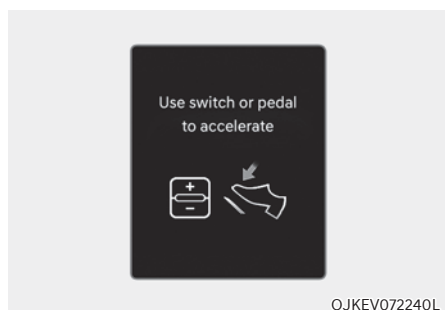 Use switch or pedal
to accelerate
+
−
OJKEV072240L